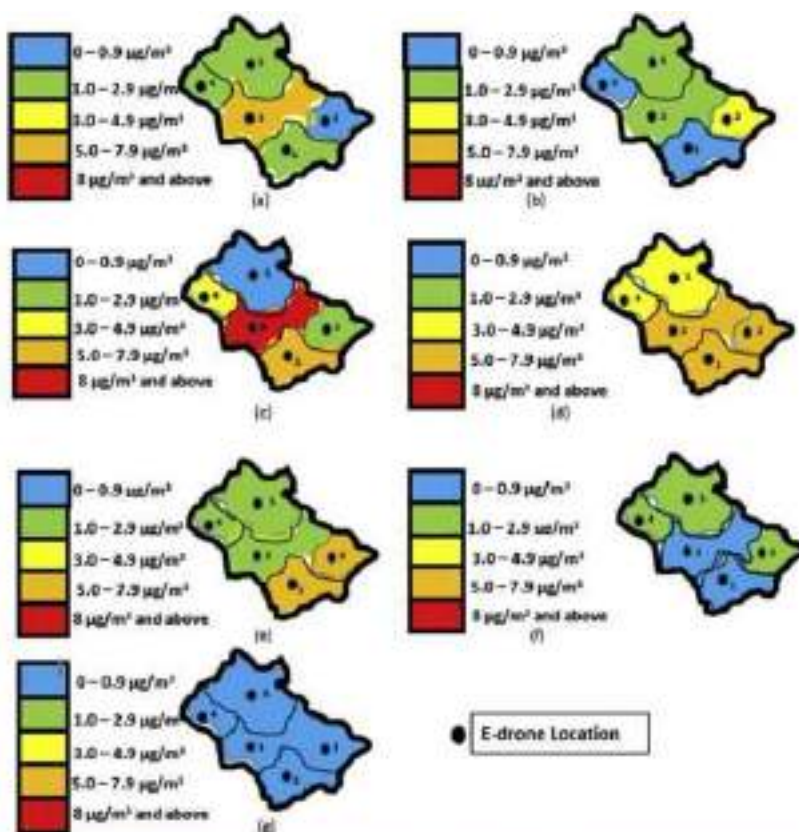 0 – 0.9 µg/m³
1.0 – 2.9 µg/m
3.0 – 4.9 µg/m³
5.0 – 7.9 µg/m³
8 µg/m³ and above
(a)
0 – 0.9 µg/m³
1.0 – 2.9 µg/m³
3.0 – 4.9 µg/m³
5.0 – 7.9 µg/m³
8 µg/m³ and above
(b)
0 – 0.9 µg/m³
1.0 – 2.9 µg/m
3.0 – 4.9 µg/m³
5.0 – 7.9 µg/m³
8 µg/m³ and above
(c)
0 – 0.9 µg/m³
1.0 – 2.9 µg/m³
3.0 – 4.9 µg/m³
5.0 – 7.9 µg/m³
8 µg/m³ and above
(d)
0 – 0.9 µg/m³
1.0 – 2.9 µg/m³
3.0 – 4.9 µg/m³
5.0 – 7.9 µg/m³
8 µg/m³ and above
(e)
0 – 0.9 µg/m³
1.0 – 2.9 µg/m³
3.0 – 4.9 µg/m³
5.0 – 7.9 µg/m³
8 µg/m³ and above
(f)
0 – 0.9 µg/m³
1.0 – 2.9 µg/m
3.0 – 4.9 µg/m³
5.0 – 7.9 µg/m³
8 µg/m³ and above
(g)
E-drone Location